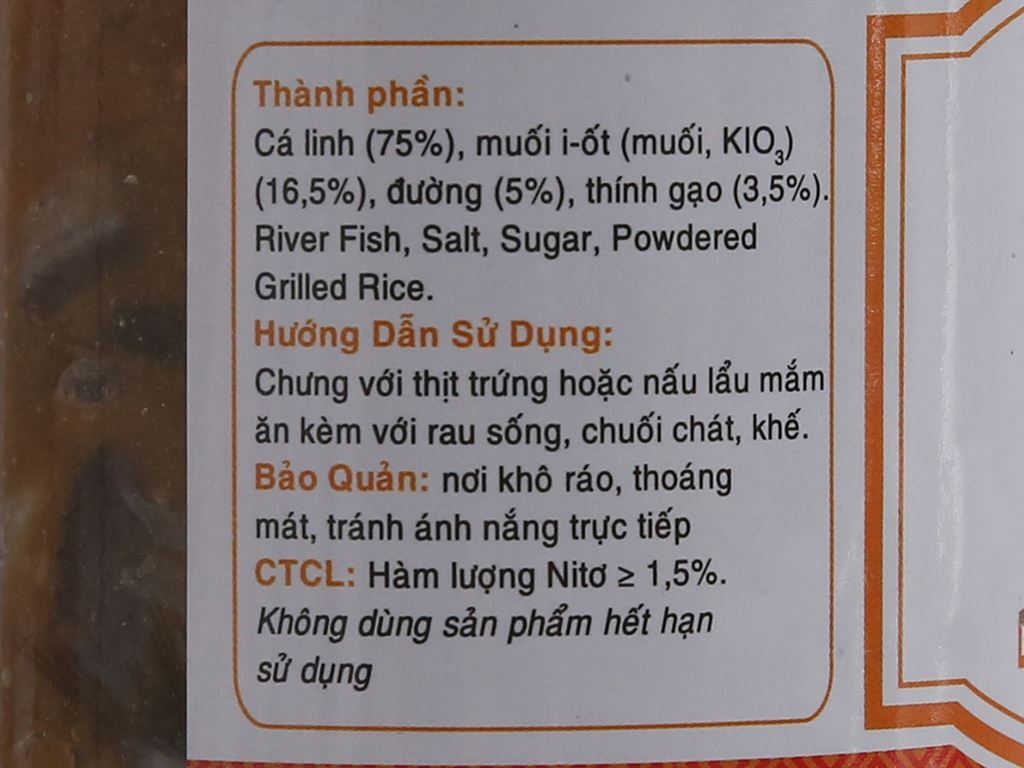 Thành phần:
Cá linh (75%), muối i-ốt (muối, KIO₃)
(16,5%), đường (5%), thính gạo (3,5%).
River Fish, Salt, Sugar, Powdered
Grilled Rice.
Hướng Dẫn Sử Dụng:
Chưng với thịt trứng hoặc nấu lẩu mắm
ăn kèm với rau sống, chuối chát, khế.
Bảo Quản: nơi khô ráo, thoáng
mát, tránh ánh nắng trực tiếp
CTCL: Hàm lượng Nitơ ≥ 1,5%.
Không dùng sản phẩm hết hạn
sử dụng